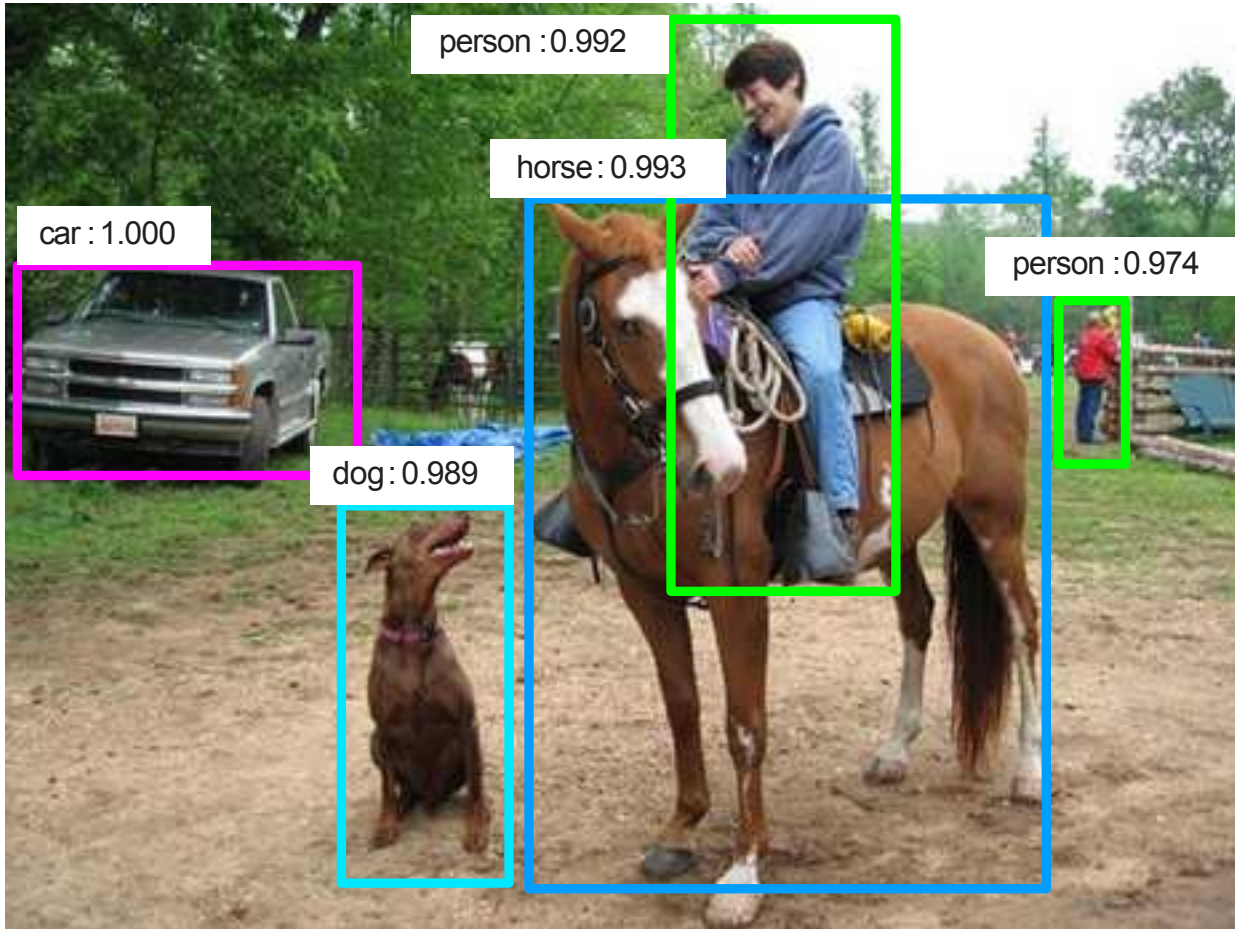 person : 0.992
horse : 0.993
car : 1.000
person : 0.974
dog : 0.989